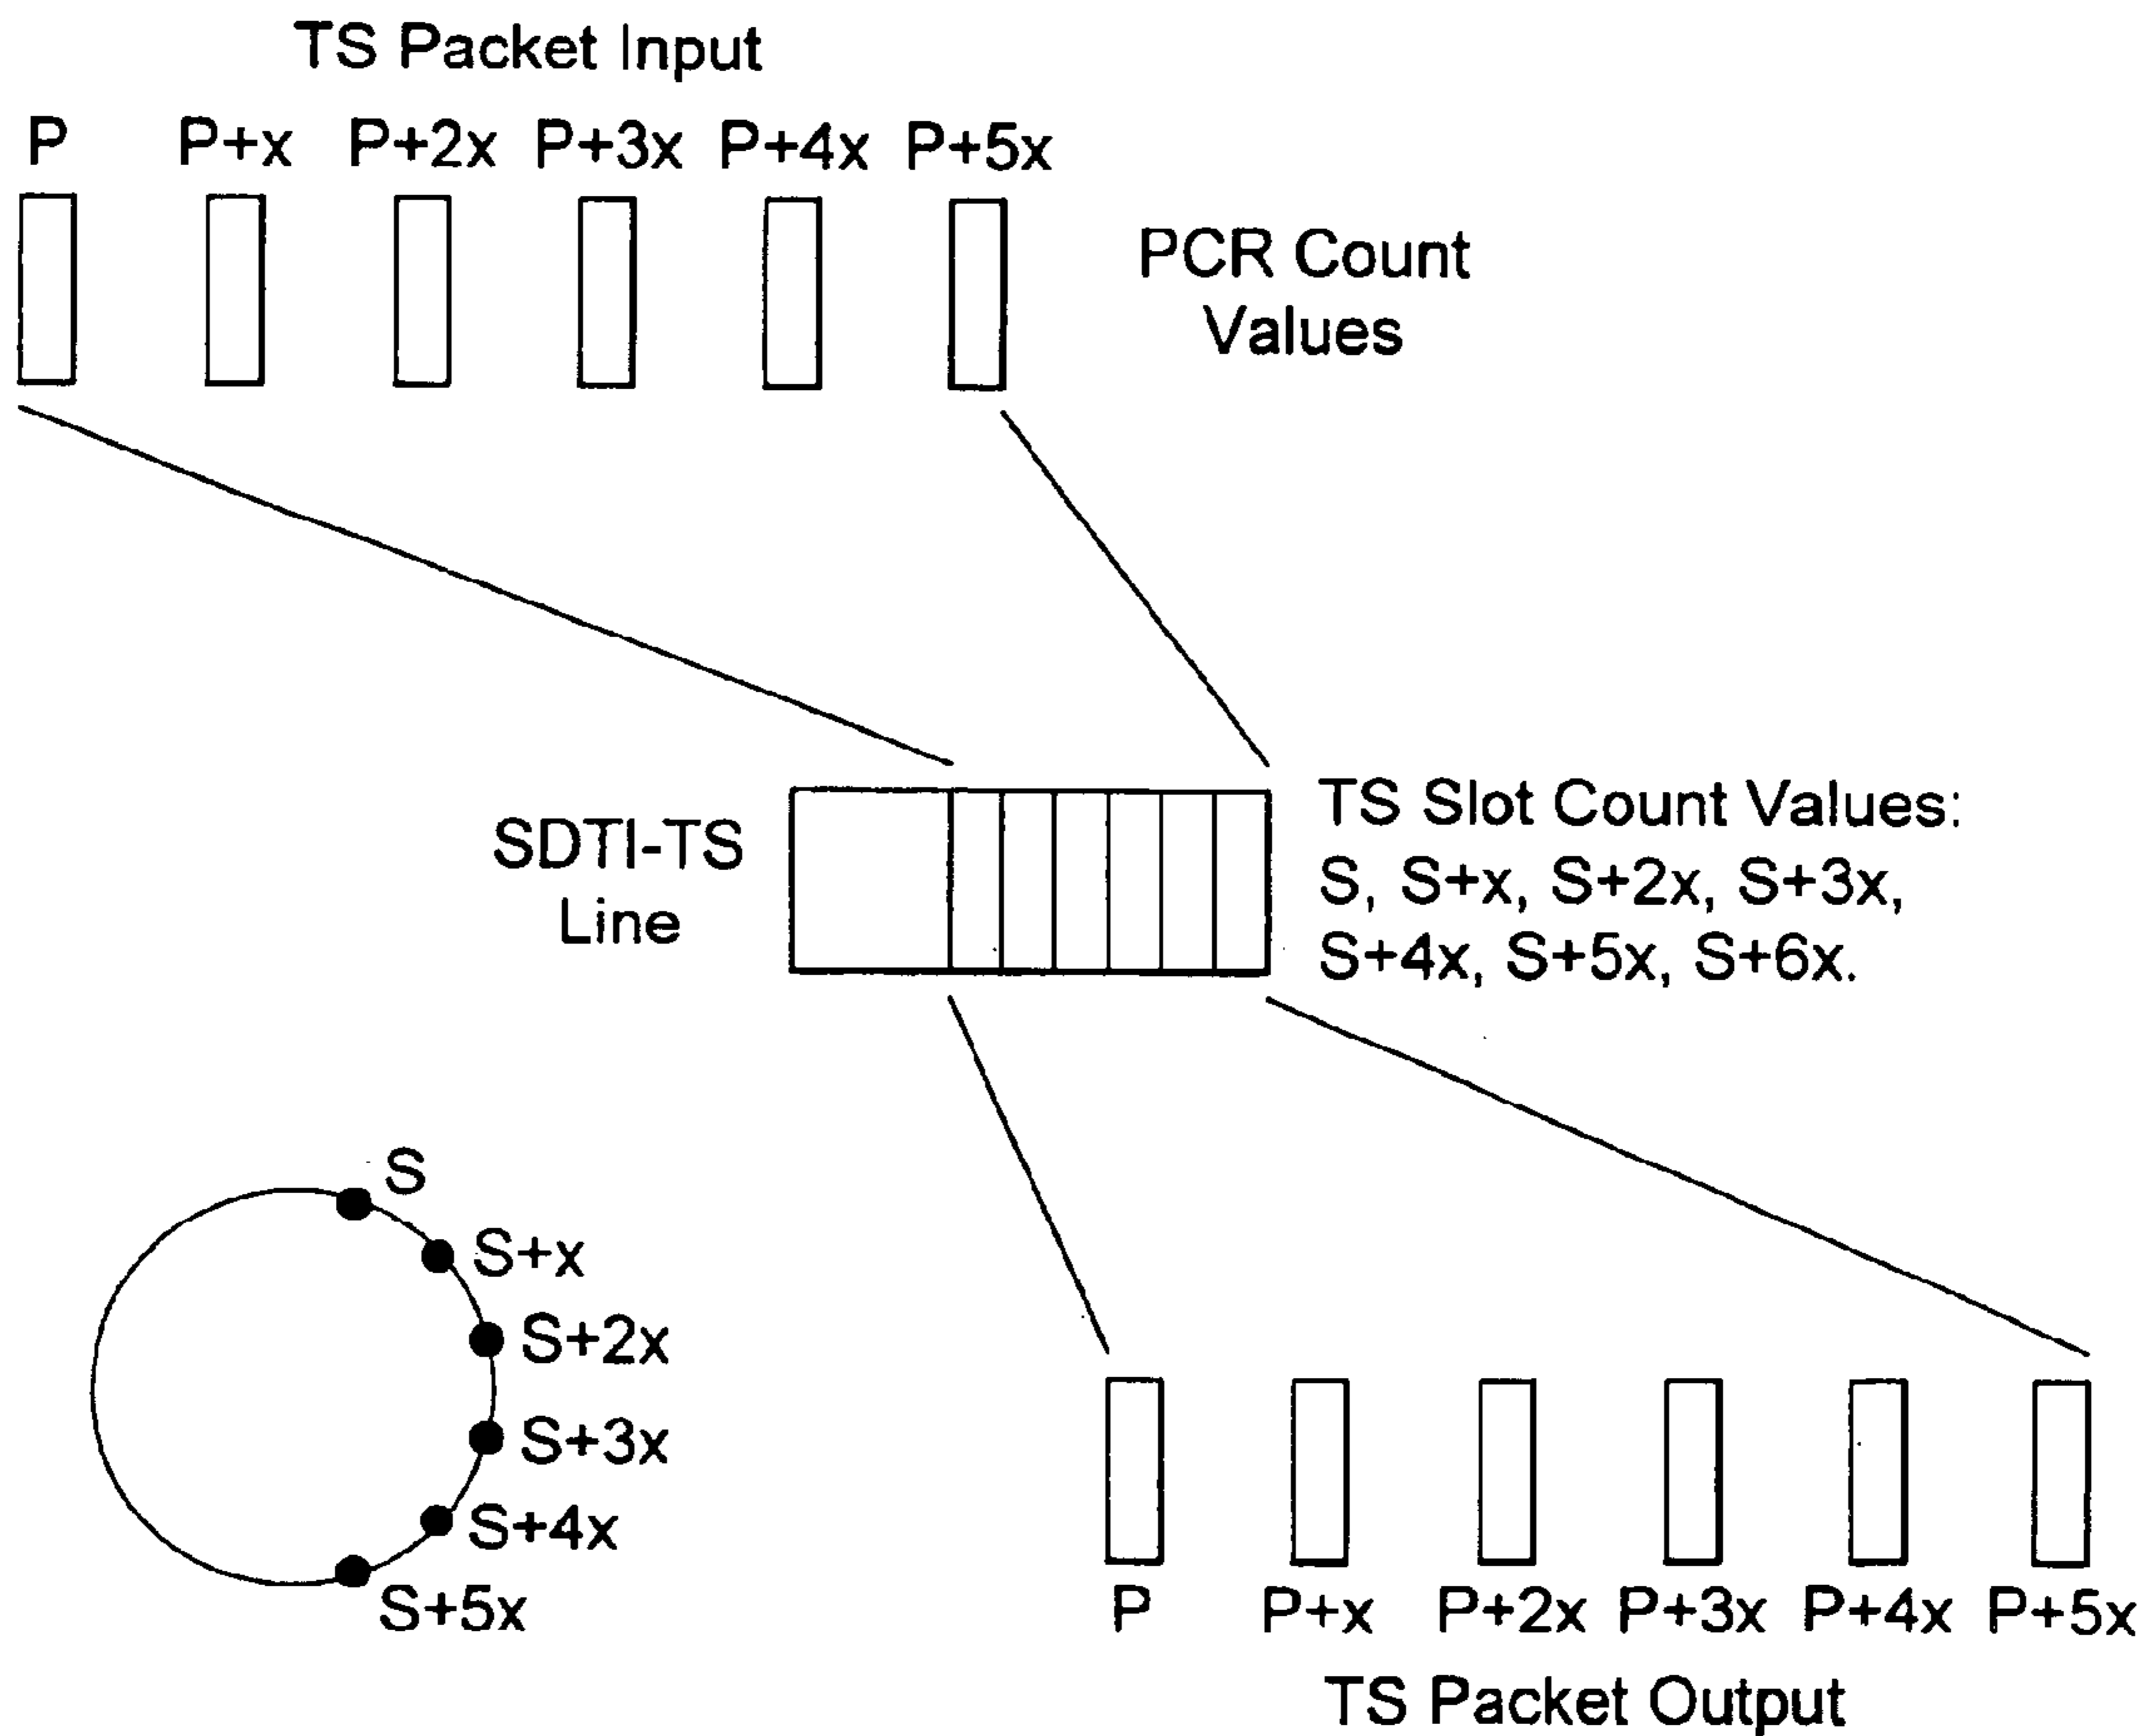 TS Packet Input
P P+x P+2x P+3x P+4x P+5x
PCR Count
Values
SDTI-TS
Line
TS Slot Count Values:
S, S+x, S+2x, S+3x,
S+4x, S+5x, S+6x.
S
S+x
S+2x
S+3x
S+4x
S+5x
P P+x P+2x P+3x P+4x P+5x
TS Packet Output